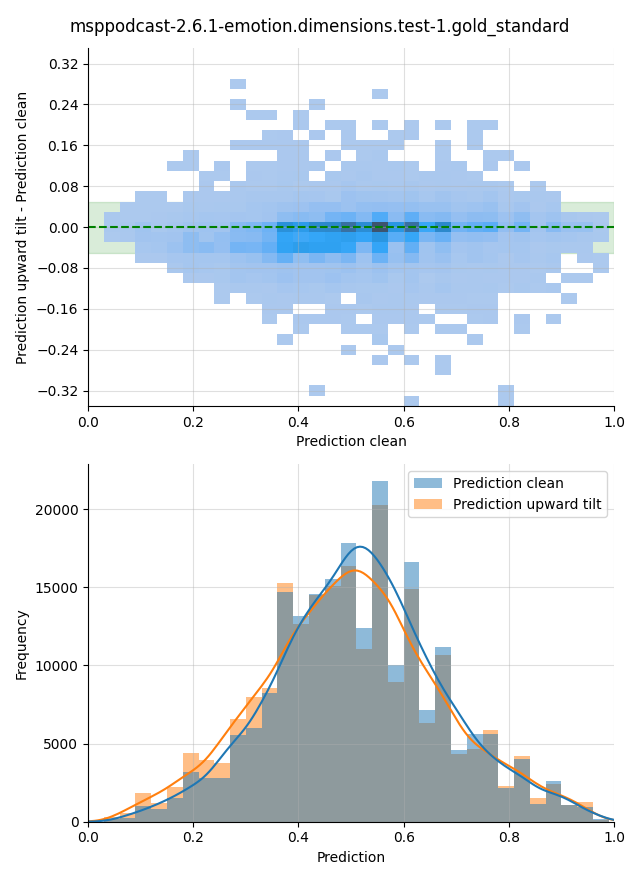 msppodcast-2.6.1-emotion.dimensions.test-1.gold_standard
Prediction upward tilt - Prediction clean
0.32
0.24
0.16
0.08
0.00
−0.08
−0.16
−0.24
−0.32
0.0 0.2 0.4 0.6 0.8 1.0
Prediction clean
Prediction clean
Prediction upward tilt
Frequency
20000
15000
10000
5000
0
0.0 0.2 0.4 0.6 0.8 1.0
Prediction